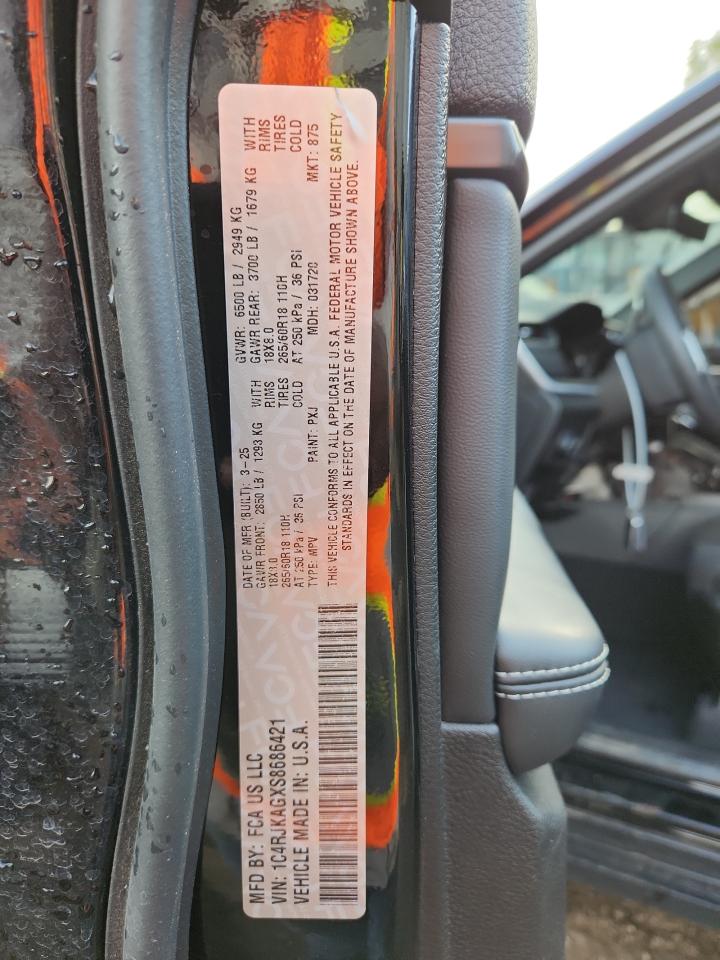 MFD BY: FCA US LLC
VIN: 1C4RJKAGXS8686421
VEHICLE MADE IN: U.S.A.
DATE OF MFR (BUILT): 3-25 GVWR: 6500 LB / 2949 KG
GAWR FRONT: 2850 LB / 1293 KG WITH GAWR REAR: 3700 LB / 1679 KG WITH
18X8.0 RIMS 18X8.0 RIMS
265/60R18 110H TIRES 265/60R18 110H TIRES
AT 250 kPa / 36 PSI COLD AT 250 kPa / 36 PSI COLD
TYPE: MPV PAINT: PXJ MDH: 031720 MKT: 875
THIS VEHICLE CONFORMS TO ALL APPLICABLE U.S.A. FEDERAL MOTOR VEHICLE SAFETY
STANDARDS IN EFFECT ON THE DATE OF MANUFACTURE SHOWN ABOVE.